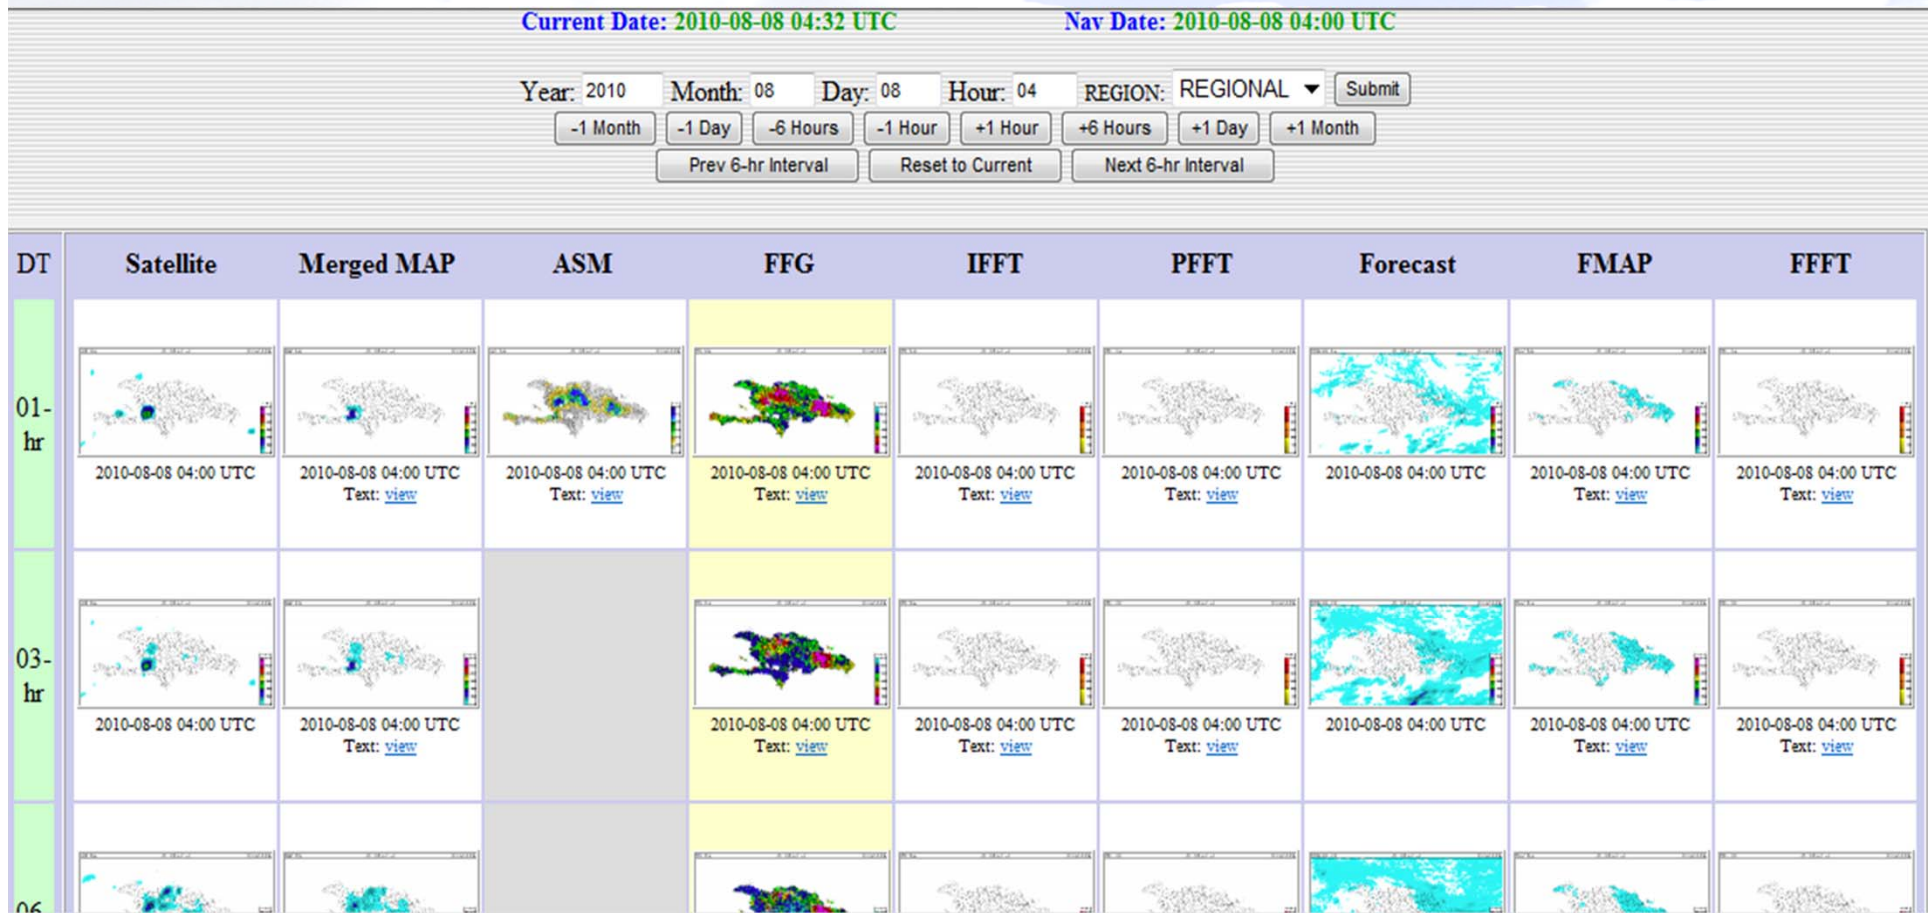 Current Date: 2010-08-08 04:32 UTC Nav Date: 2010-08-08 04:00 UTC
Year: 2010 Month: 08 Day: 08 Hour: 04 REGION: REGIONAL Submit
-1 Month -1 Day -6 Hours -1 Hour +1 Hour +6 Hours +1 Day +1 Month
Prev 6-hr Interval Reset to Current Next 6-hr Interval
DT Satellite Merged MAP ASM FFG IFFT PFFT Forecast FMAP FFFT
01-
hr
2010-08-08 04:00 UTC 2010-08-08 04:00 UTC 2010-08-08 04:00 UTC 2010-08-08 04:00 UTC 2010-08-08 04:00 UTC 2010-08-08 04:00 UTC 2010-08-08 04:00 UTC 2010-08-08 04:00 UTC 2010-08-08 04:00 UTC
Text: view Text: view Text: view Text: view Text: view Text: view Text: view
03-
hr
2010-08-08 04:00 UTC 2010-08-08 04:00 UTC 2010-08-08 04:00 UTC 2010-08-08 04:00 UTC 2010-08-08 04:00 UTC 2010-08-08 04:00 UTC 2010-08-08 04:00 UTC 2010-08-08 04:00 UTC
Text: view Text: view Text: view Text: view Text: view Text: view
06-